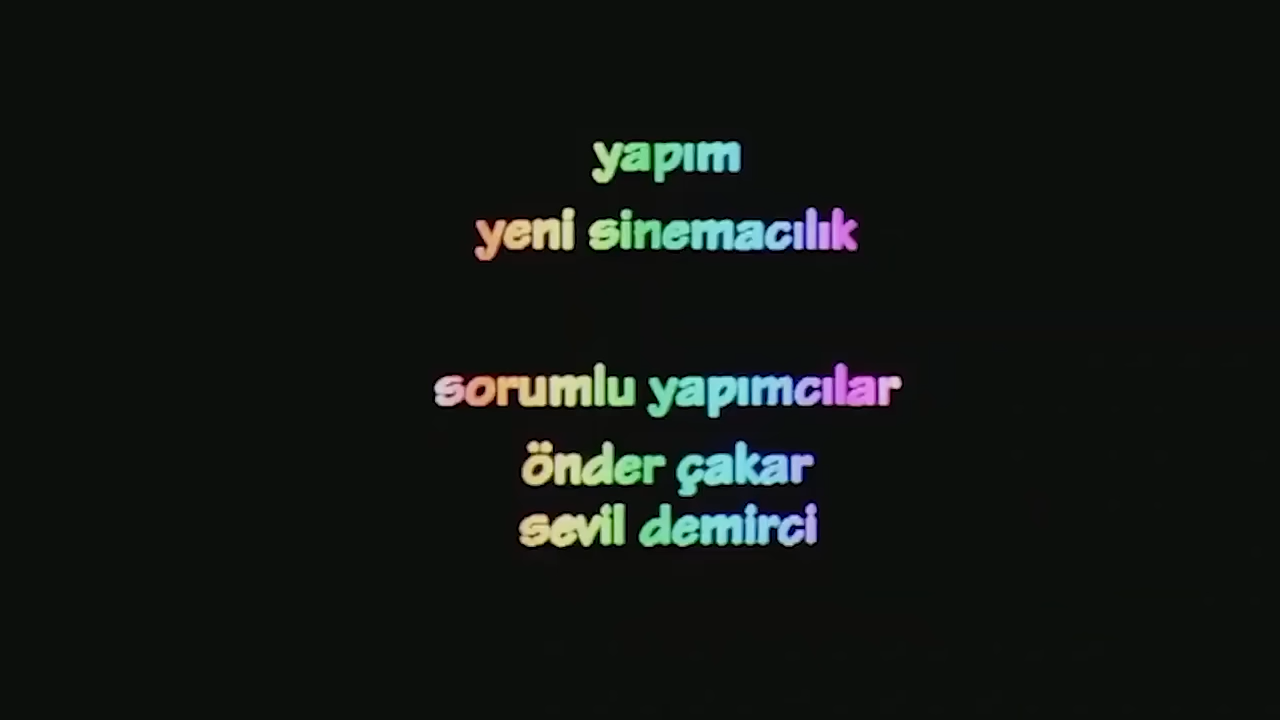 yapım
yeni sinemacılık
sorumlu yapımcılar
önder çakar
sevil demirci